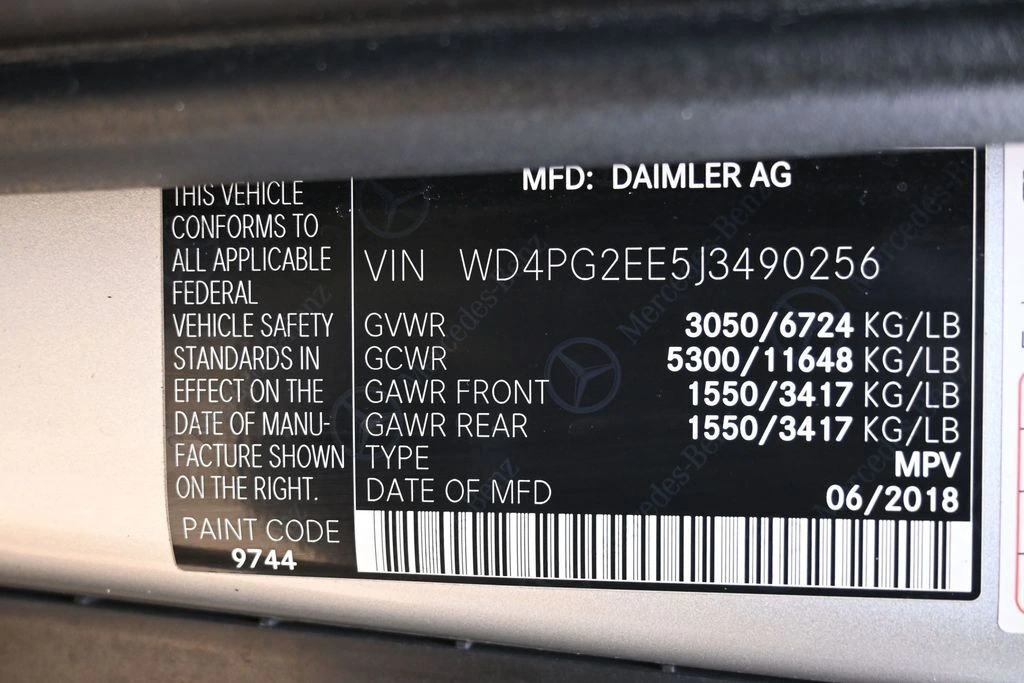 MFD: DAIMLER AG
THIS VEHICLE
CONFORMS TO
ALL APPLICABLE
FEDERAL
VEHICLE SAFETY
STANDARDS IN
EFFECT ON THE
DATE OF MANU-
FACTURE SHOWN
ON THE RIGHT.
PAINT CODE
9744
VIN WD4PG2EE5J3490256
GVWR 3050/6724 KG/LB
GCWR 5300/11648 KG/LB
GAWR FRONT 1550/3417 KG/LB
GAWR REAR 1550/3417 KG/LB
TYPE MPV
DATE OF MFD 06/2018
Mercedes-Benz